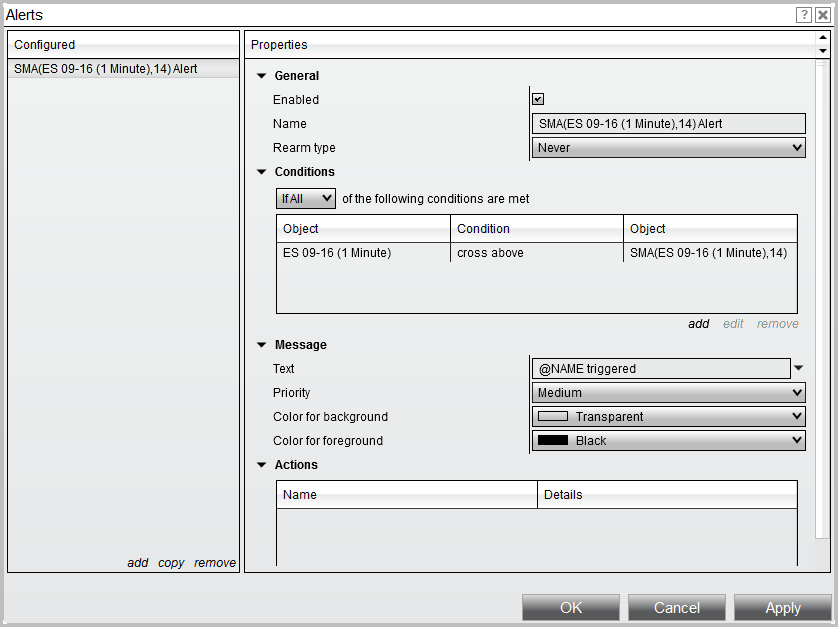 Alerts
Configured
SMA(ES 09-16 (1 Minute),14) Alert
add copy remove
Properties
General
Enabled
Name SMA(ES 09-16 (1 Minute),14) Alert
Rearm type Never
Conditions
If All of the following conditions are met
Object Condition Object
ES 09-16 (1 Minute) cross above SMA(ES 09-16 (1 Minute),14)
add edit remove
Message
Text @NAME triggered
Priority Medium
Color for background Transparent
Color for foreground Black
Actions
Name Details
OK Cancel Apply